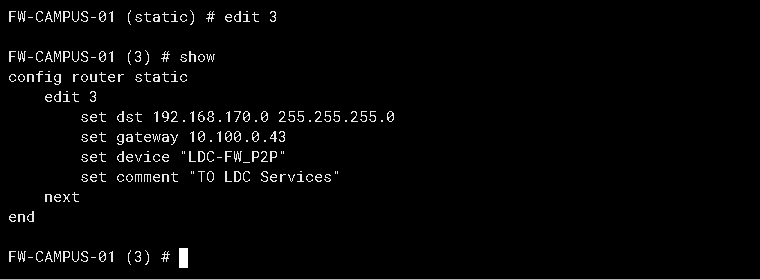 FW-CAMPUS-01 (static) # edit 3
FW-CAMPUS-01 (3) # show
config router static
    edit 3
        set dst 192.168.170.0 255.255.255.0
        set gateway 10.100.0.43
        set device "LDC-FW_P2P"
        set comment "TO LDC Services"
    next
end
FW-CAMPUS-01 (3) #